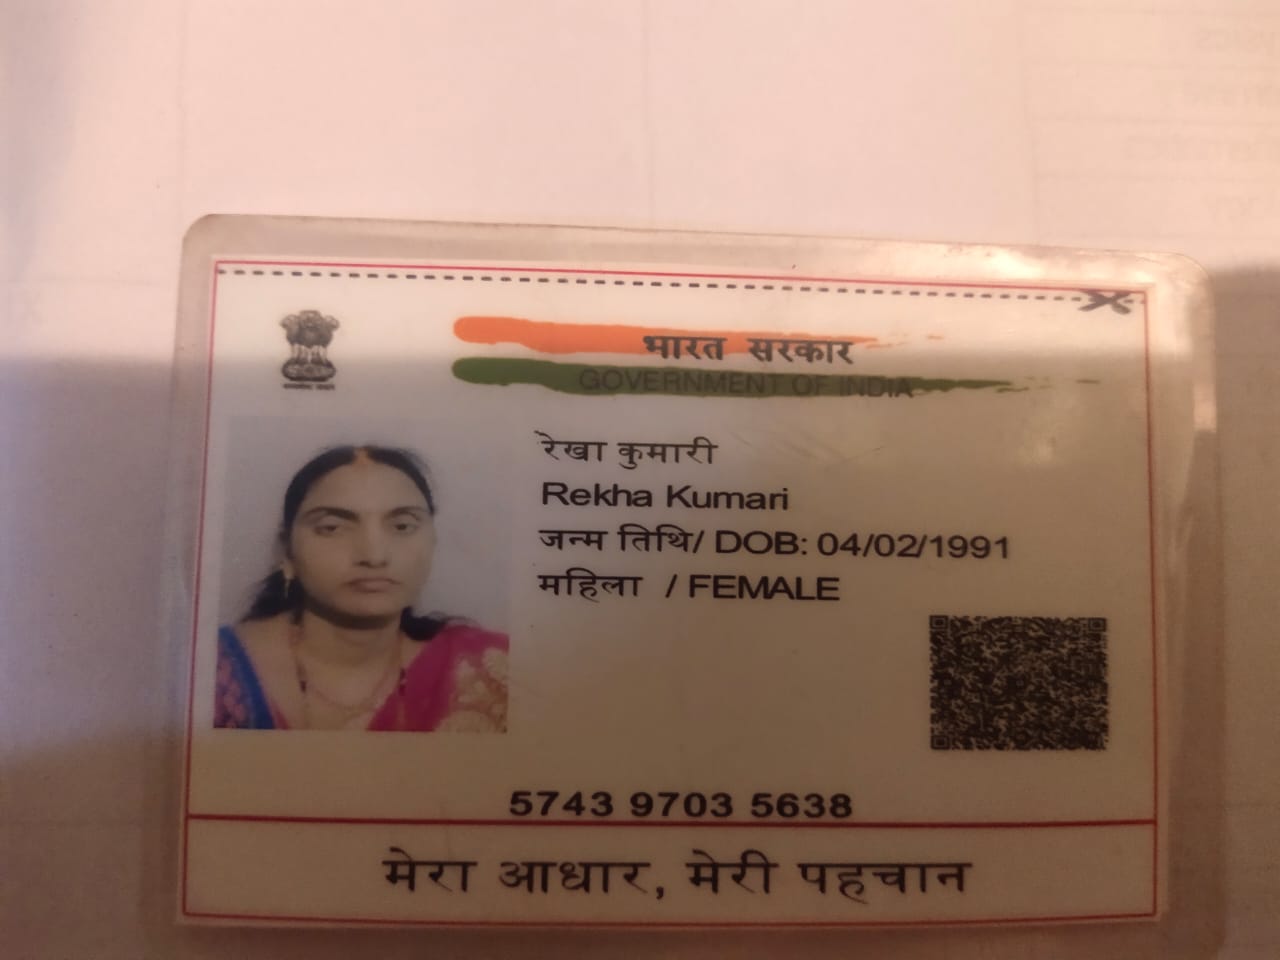 भारत सरकार
GOVERNMENT OF INDIA
रेखा कुमारी
Rekha Kumari
जन्म तिथि/ DOB: 04/02/1991
महिला / FEMALE
5743 9703 5638
मेरा आधार, मेरी पहचान